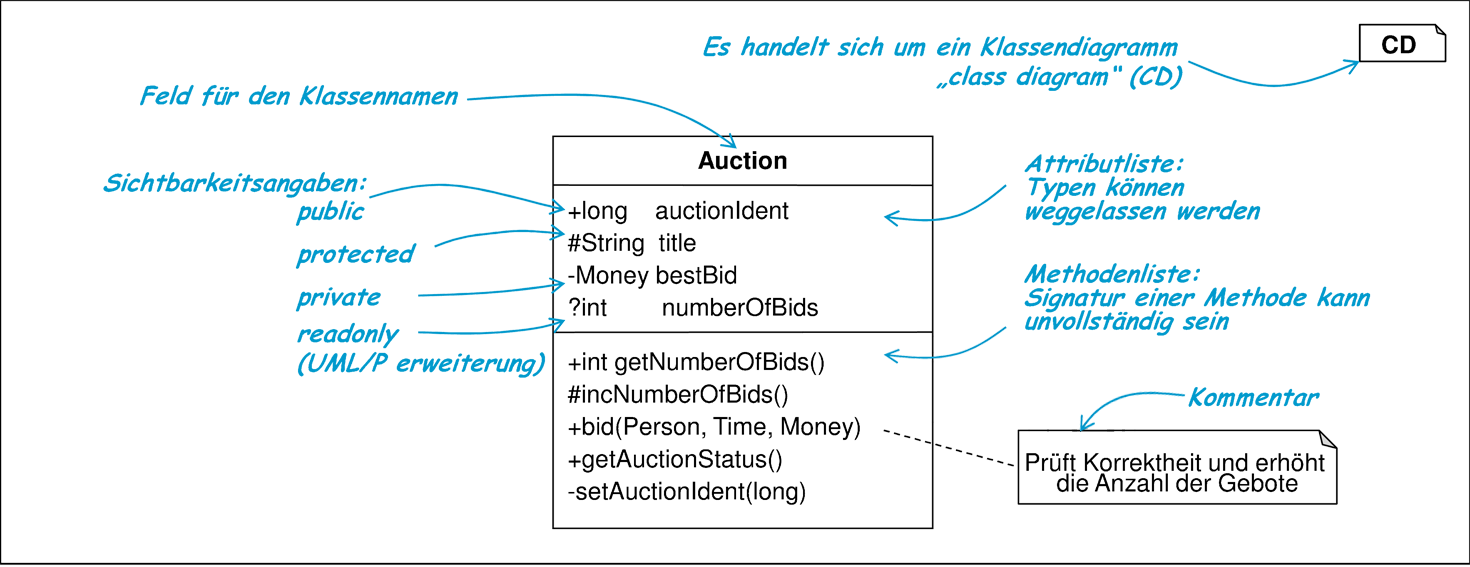 Es handelt sich um ein Klassendiagramm
„class diagram“ (CD)
CD
Feld für den Klassennamen
Auction
Sichtbarkeitsangaben:
public
protected
private
readonly
(UML/P erweiterung)
+long auctionIdent
#String title
-Money bestBid
?int numberOfBids
Attributliste:
Typen können
weggelassen werden
Methodenliste:
Signatur einer Methode kann
unvollständig sein
+int getNumberOfBids()
#incNumberOfBids()
+bid(Person, Time, Money)
+getAuctionStatus()
-setAuctionIdent(long)
Kommentar
Prüft Korrektheit und erhöht
die Anzahl der Gebote